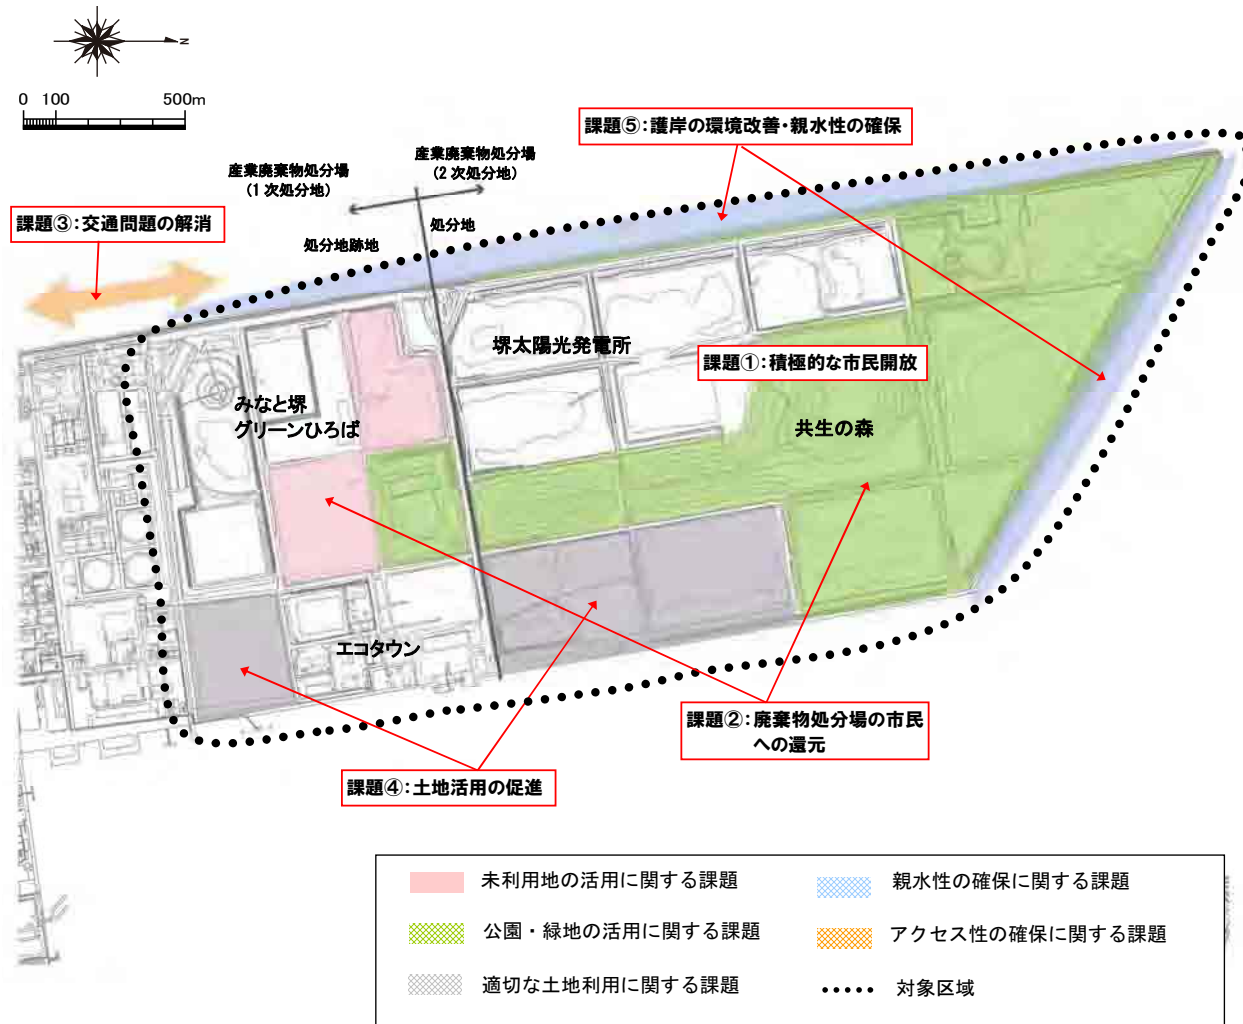 N
0 100 500m
課題⑤：護岸の環境改善・親水性の確保
産業廃棄物処分場
（2次処分地）
産業廃棄物処分場
（1次処分地）
課題③：交通問題の解消
処分地
処分地跡地
堺太陽光発電所
課題①：積極的な市民開放
みなと堺
グリーンひろば
共生の森
エコタウン
課題②：廃棄物処分場の市民
への還元
課題④：土地活用の促進
未利用地の活用に関する課題
親水性の確保に関する課題
公園・緑地の活用に関する課題
アクセス性の確保に関する課題
適切な土地利用に関する課題
対象区域